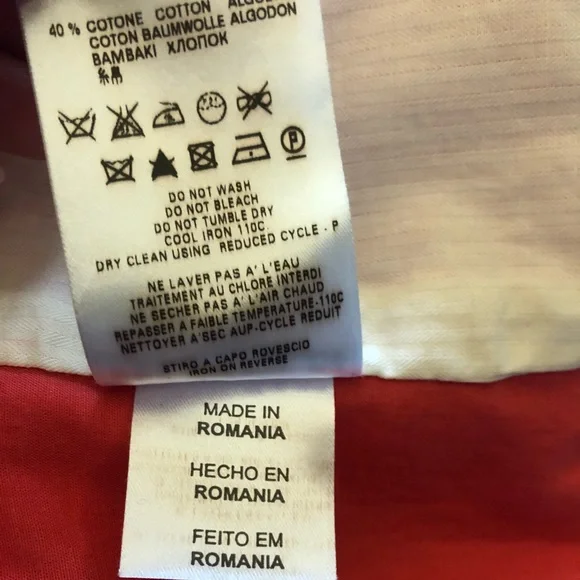 40 % COTONE COTTON ALGODÓN
COTON BAUMWOLLE ALGODON
BAMBAKI ХЛОПОК
P
DO NOT WASH
DO NOT BLEACH
DO NOT TUMBLE DRY
COOL IRON 110C.
DRY CLEAN USING REDUCED CYCLE - P
NE LAVER PAS A' L'EAU
TRAITEMENT AU CHLORE INTERDI
NE SECHER PAS A' L'AIR CHAUD
REPASSER A FAIBLE TEMPERATURE-110C
NETTOYER A'SEC AUP-CYCLE REDUIT
STIRO A CAPO ROVESCIO
IRON ON REVERSE
MADE IN
ROMANIA
HECHO EN
ROMANIA
FEITO EM
ROMANIA